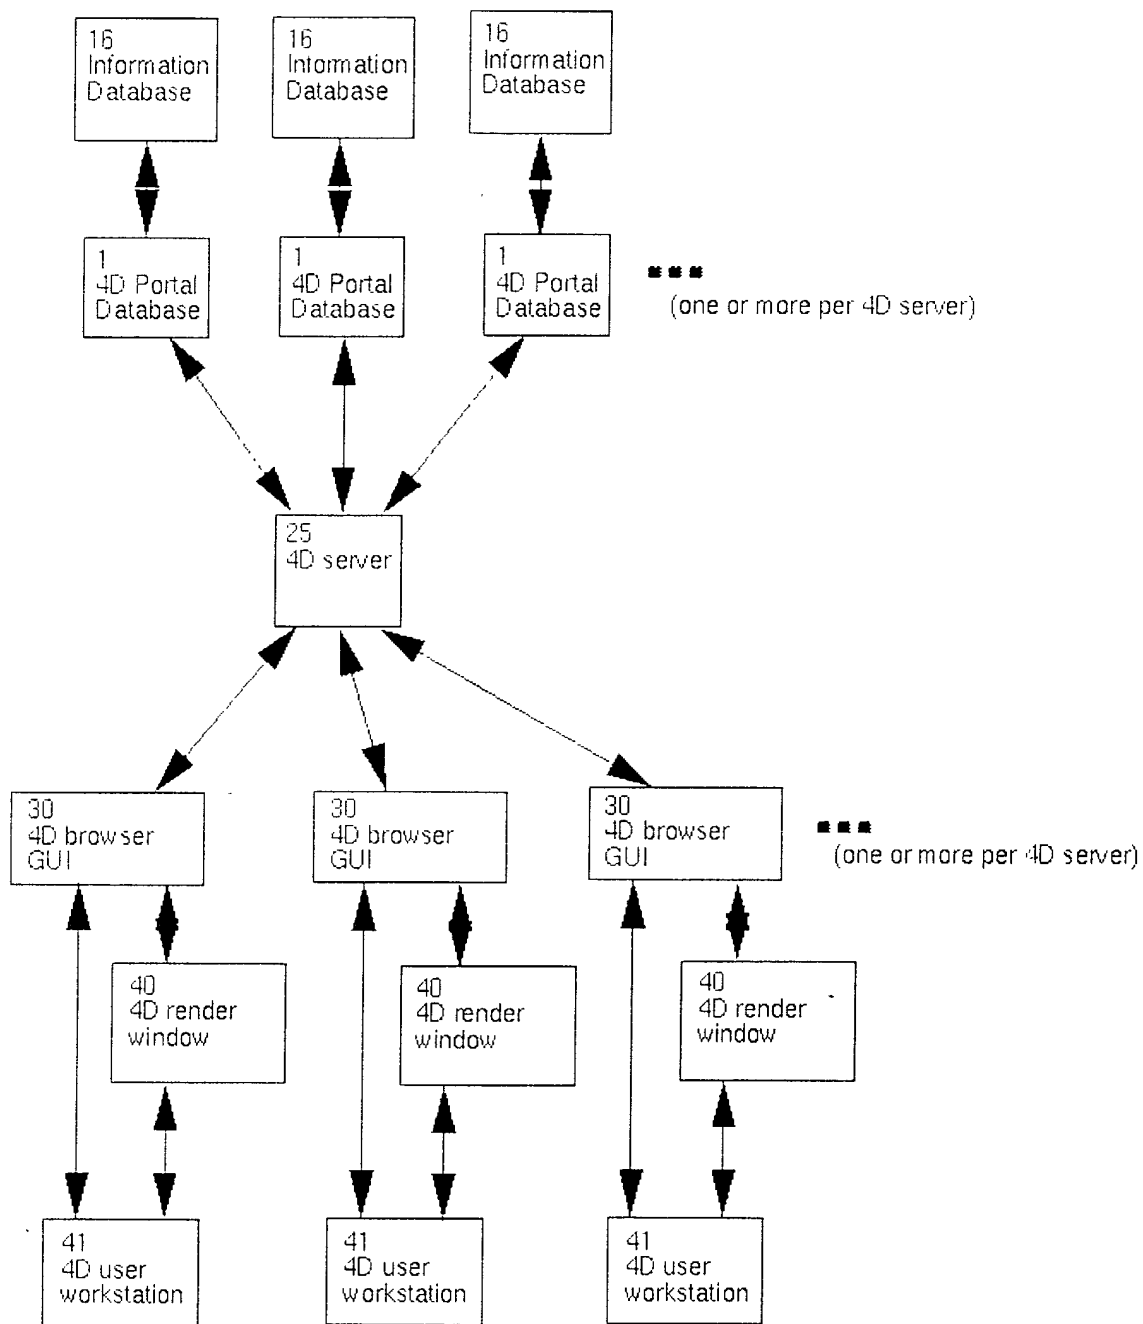 16
Information
Database
16
Information
Database
16
Information
Database
1
4D Portal
Database
1
4D Portal
Database
1
4D Portal
Database
(one or more per 4D server)
25
4D server
30
4D browser
GUI
30
4D browser
GUI
30
4D browser
GUI
(one or more per 4D server)
40
4D render
window
40
4D render
window
40
4D render
window
41
4D user
workstation
41
4D user
workstation
41
4D user
workstation